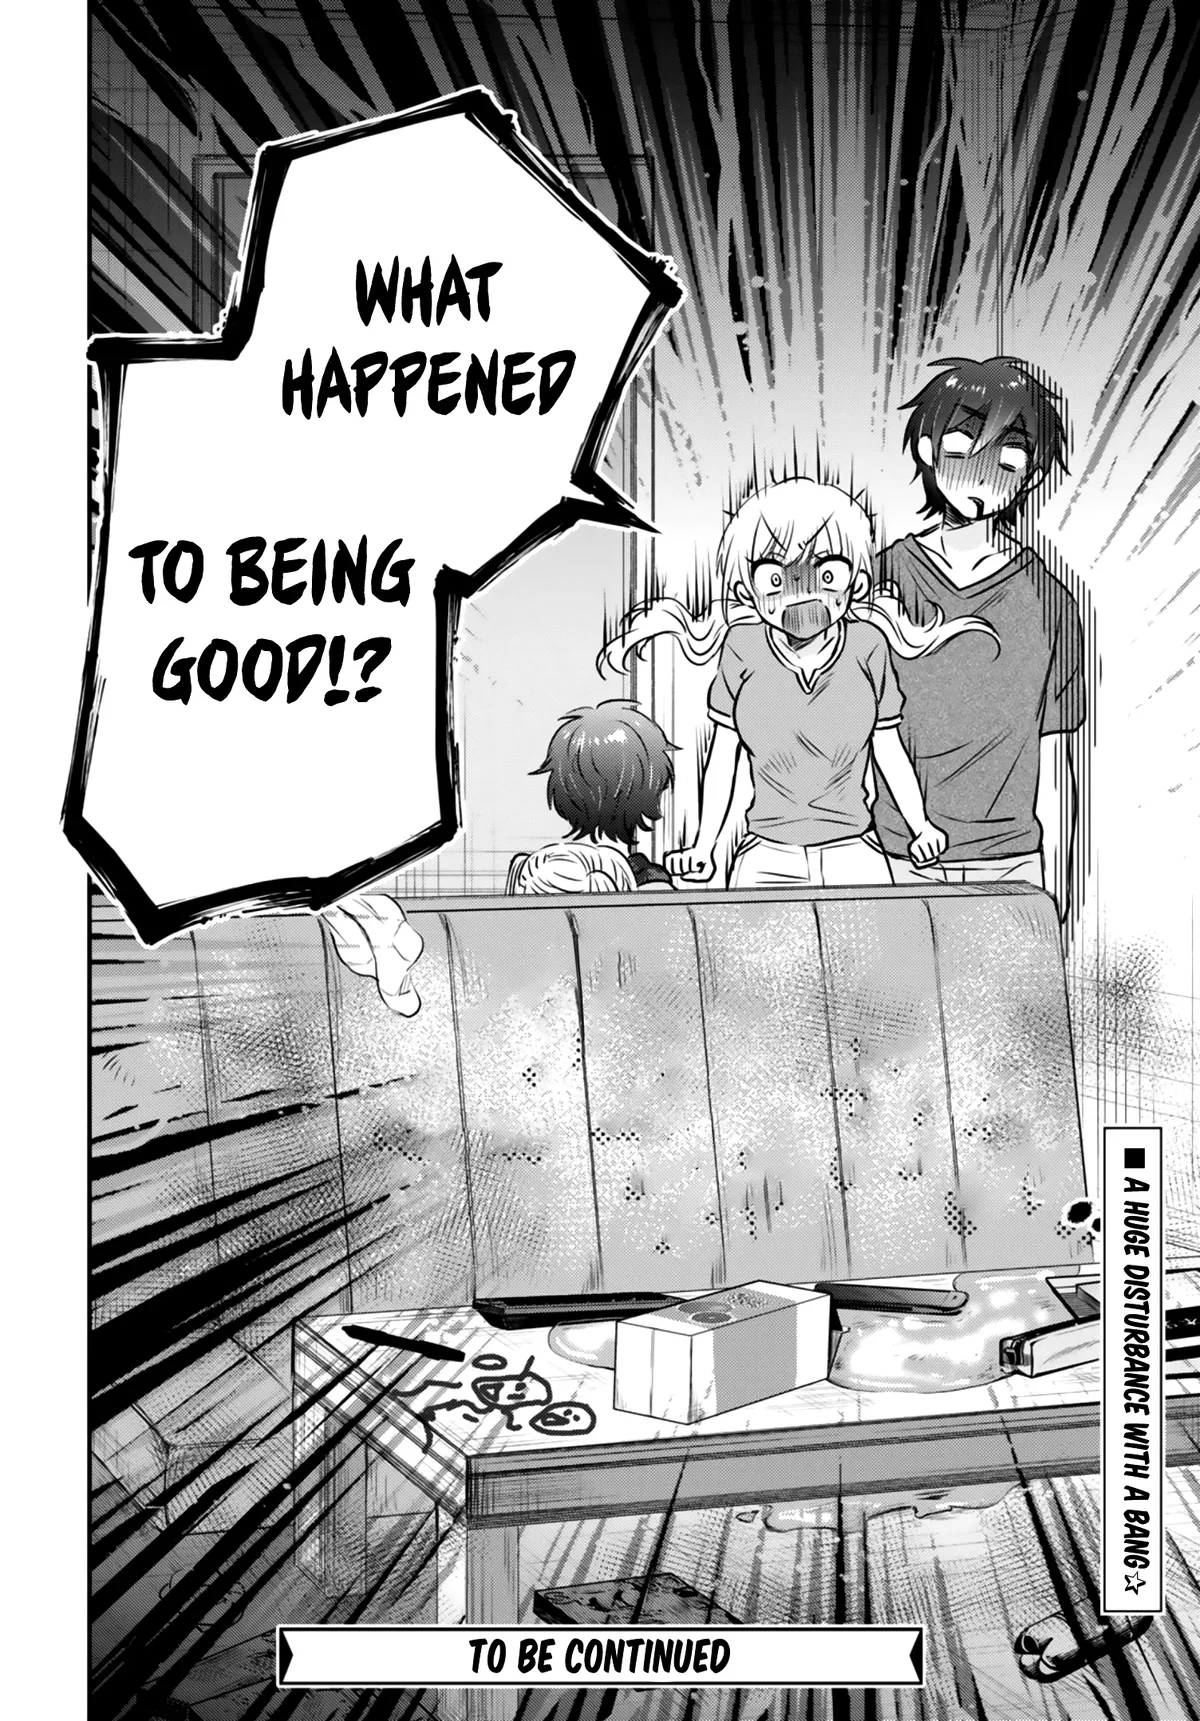 WHAT
HAPPENED
TO BEING
GOOD!?
■ A HUGE DISTURBANCE WITH A BANG☆
TO BE CONTINUED